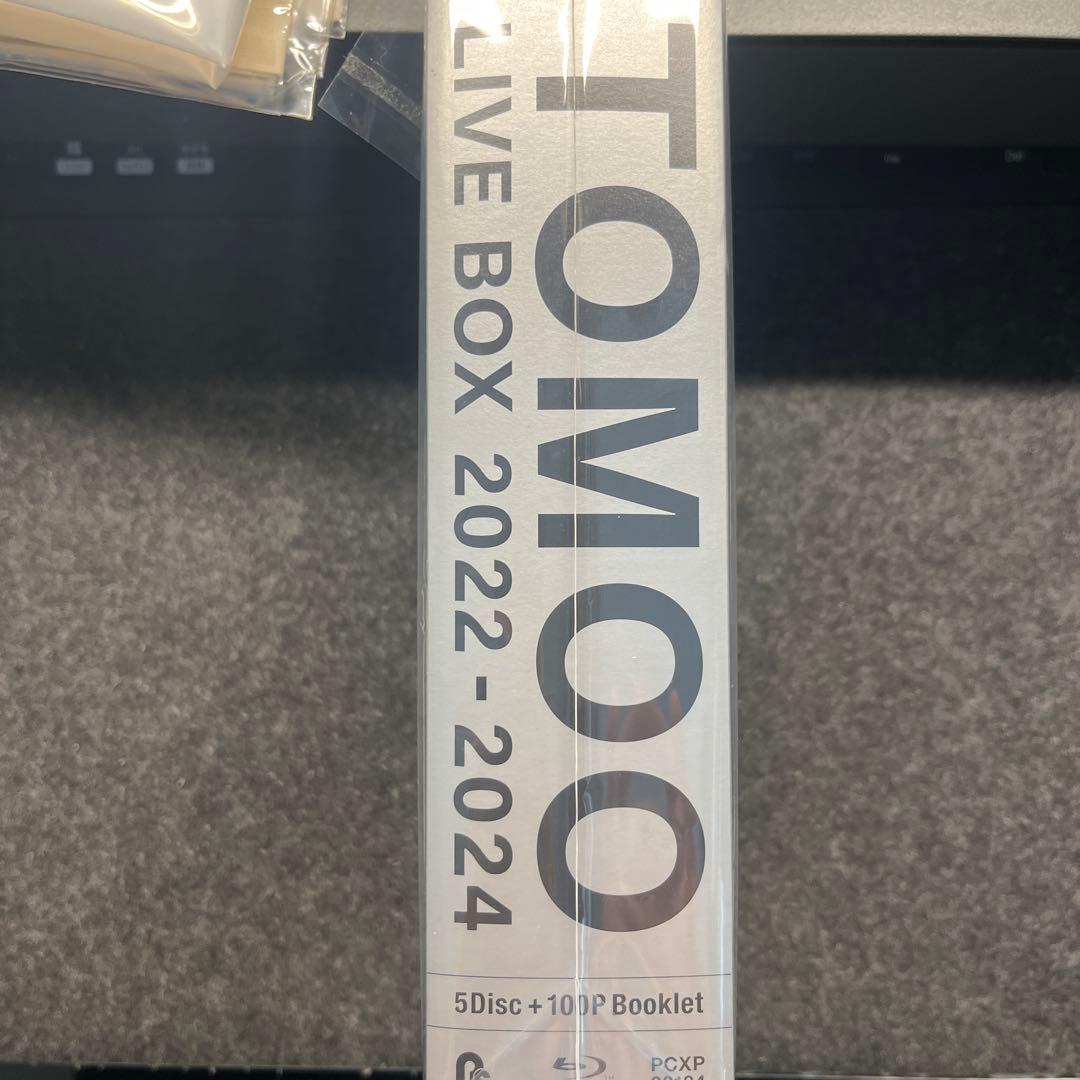 TOMOO
LIVE BOX 2022-2024
5Disc+100P Booklet
PCXP